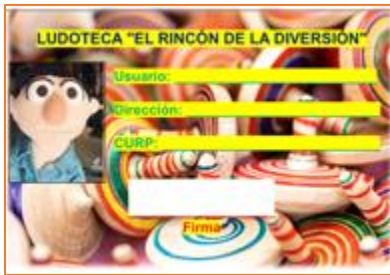 LUDOTECA "EL RINCÓN DE LA DIVERSIÓN"
Usuario:
Dirección:
CURP:
Firma